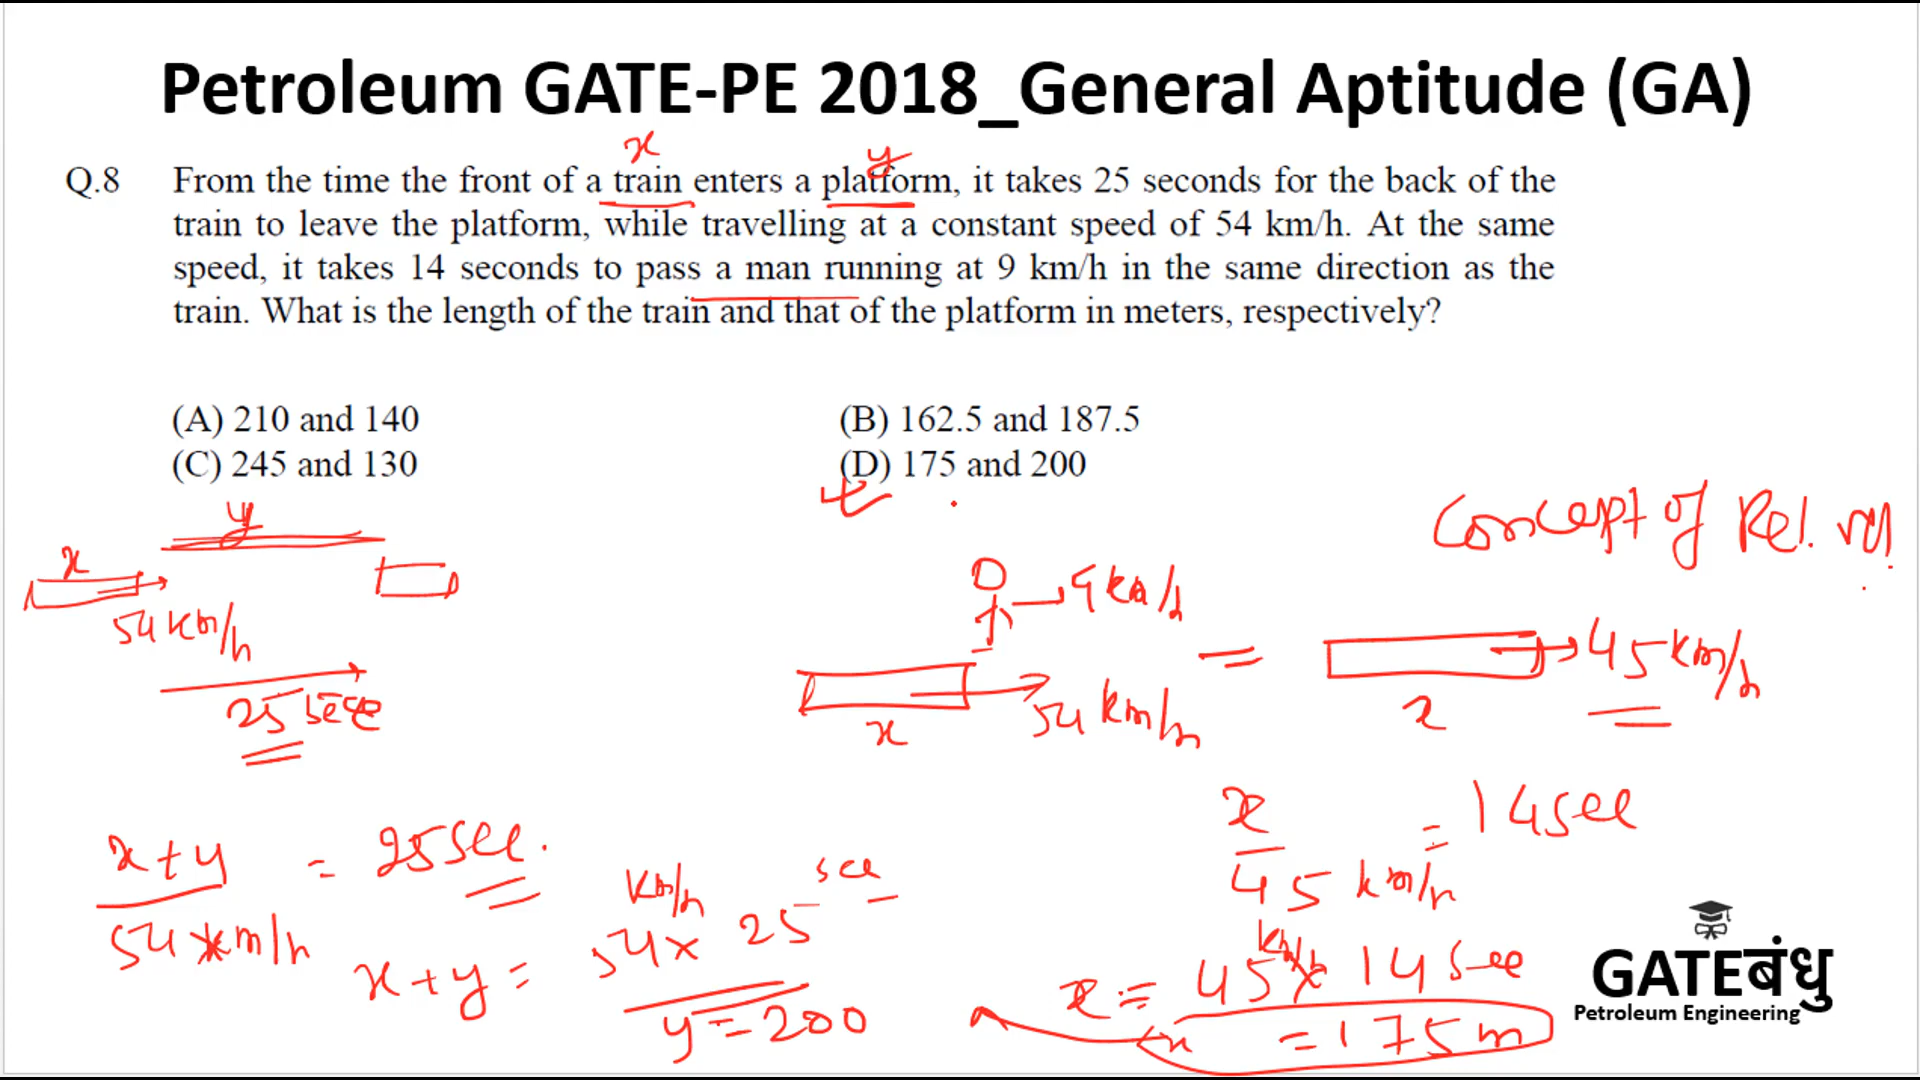 Petroleum GATE-PE 2018_General Aptitude (GA)
x
y
Q.8 From the time the front of a train enters a platform, it takes 25 seconds for the back of the
train to leave the platform, while travelling at a constant speed of 54 km/h. At the same
speed, it takes 14 seconds to pass a man running at 9 km/h in the same direction as the
train. What is the length of the train and that of the platform in meters, respectively?
(A) 210 and 140 (B) 162.5 and 187.5
(C) 245 and 130 (D) 175 and 200
y
x
54 km/h
25 sec
Concept of Rel.
9 km/h
=
45 km/h
x
54 km/h
x
x+y = 25 sec.
54 km/h
km/h sec
x+y = 54 x 25
y = 200
x = 14 sec
45 km/h
km/h
x = 45 x 14 sec
x = 175 m
GATEबंधु
Petroleum Engineering